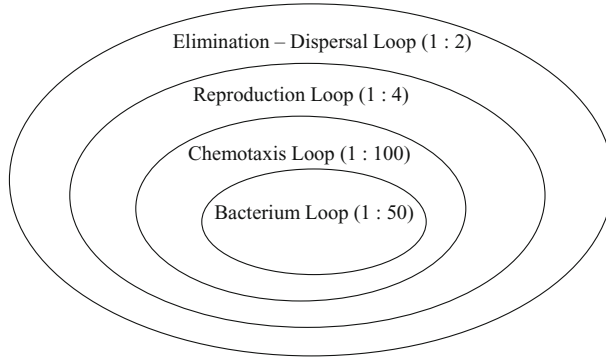 Elimination – Dispersal Loop (1 : 2)
Reproduction Loop (1 : 4)
Chemotaxis Loop (1 : 100)
Bacterium Loop (1 : 50)